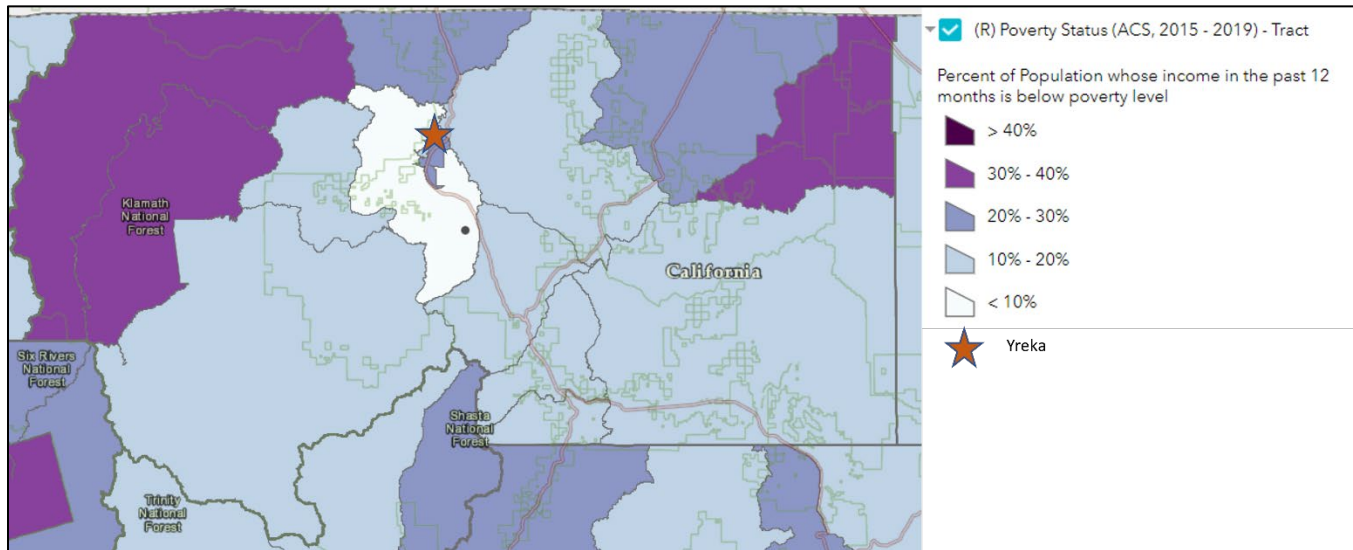 Klamath
National
Forest
California
Six Rivers
National
Forest
Shasta
National
Forest
Trinity
National
Forest
(R) Poverty Status (ACS, 2015 - 2019) - Tract
Percent of Population whose income in the past 12
months is below poverty level
> 40%
30% - 40%
20% - 30%
10% - 20%
< 10%
Yreka